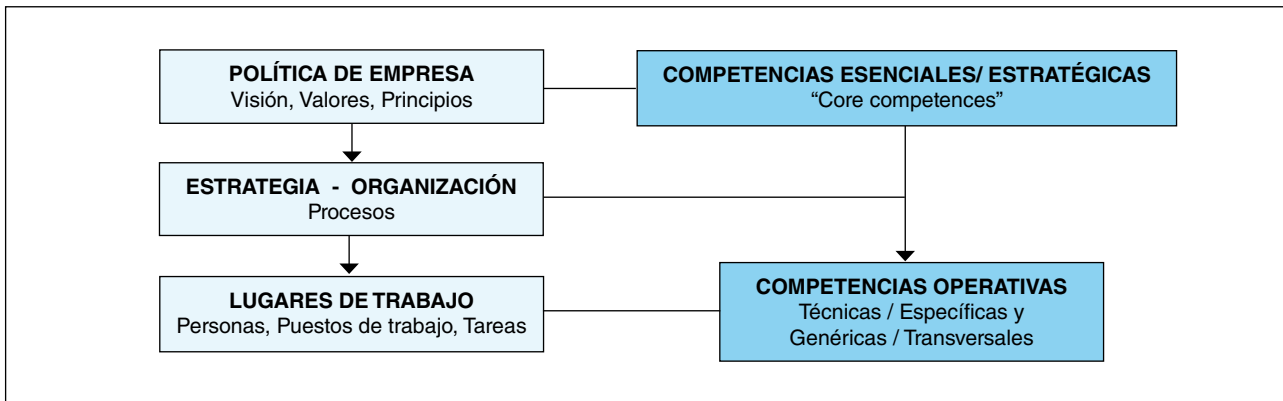 POLÍTICA DE EMPRESA
Visión, Valores, Principios
COMPETENCIAS ESENCIALES/ ESTRATÉGICAS
“Core competences”
ESTRATEGIA - ORGANIZACIÓN
Procesos
LUGARES DE TRABAJO
Personas, Puestos de trabajo, Tareas
COMPETENCIAS OPERATIVAS
Técnicas / Específicas y
Genéricas / Transversales